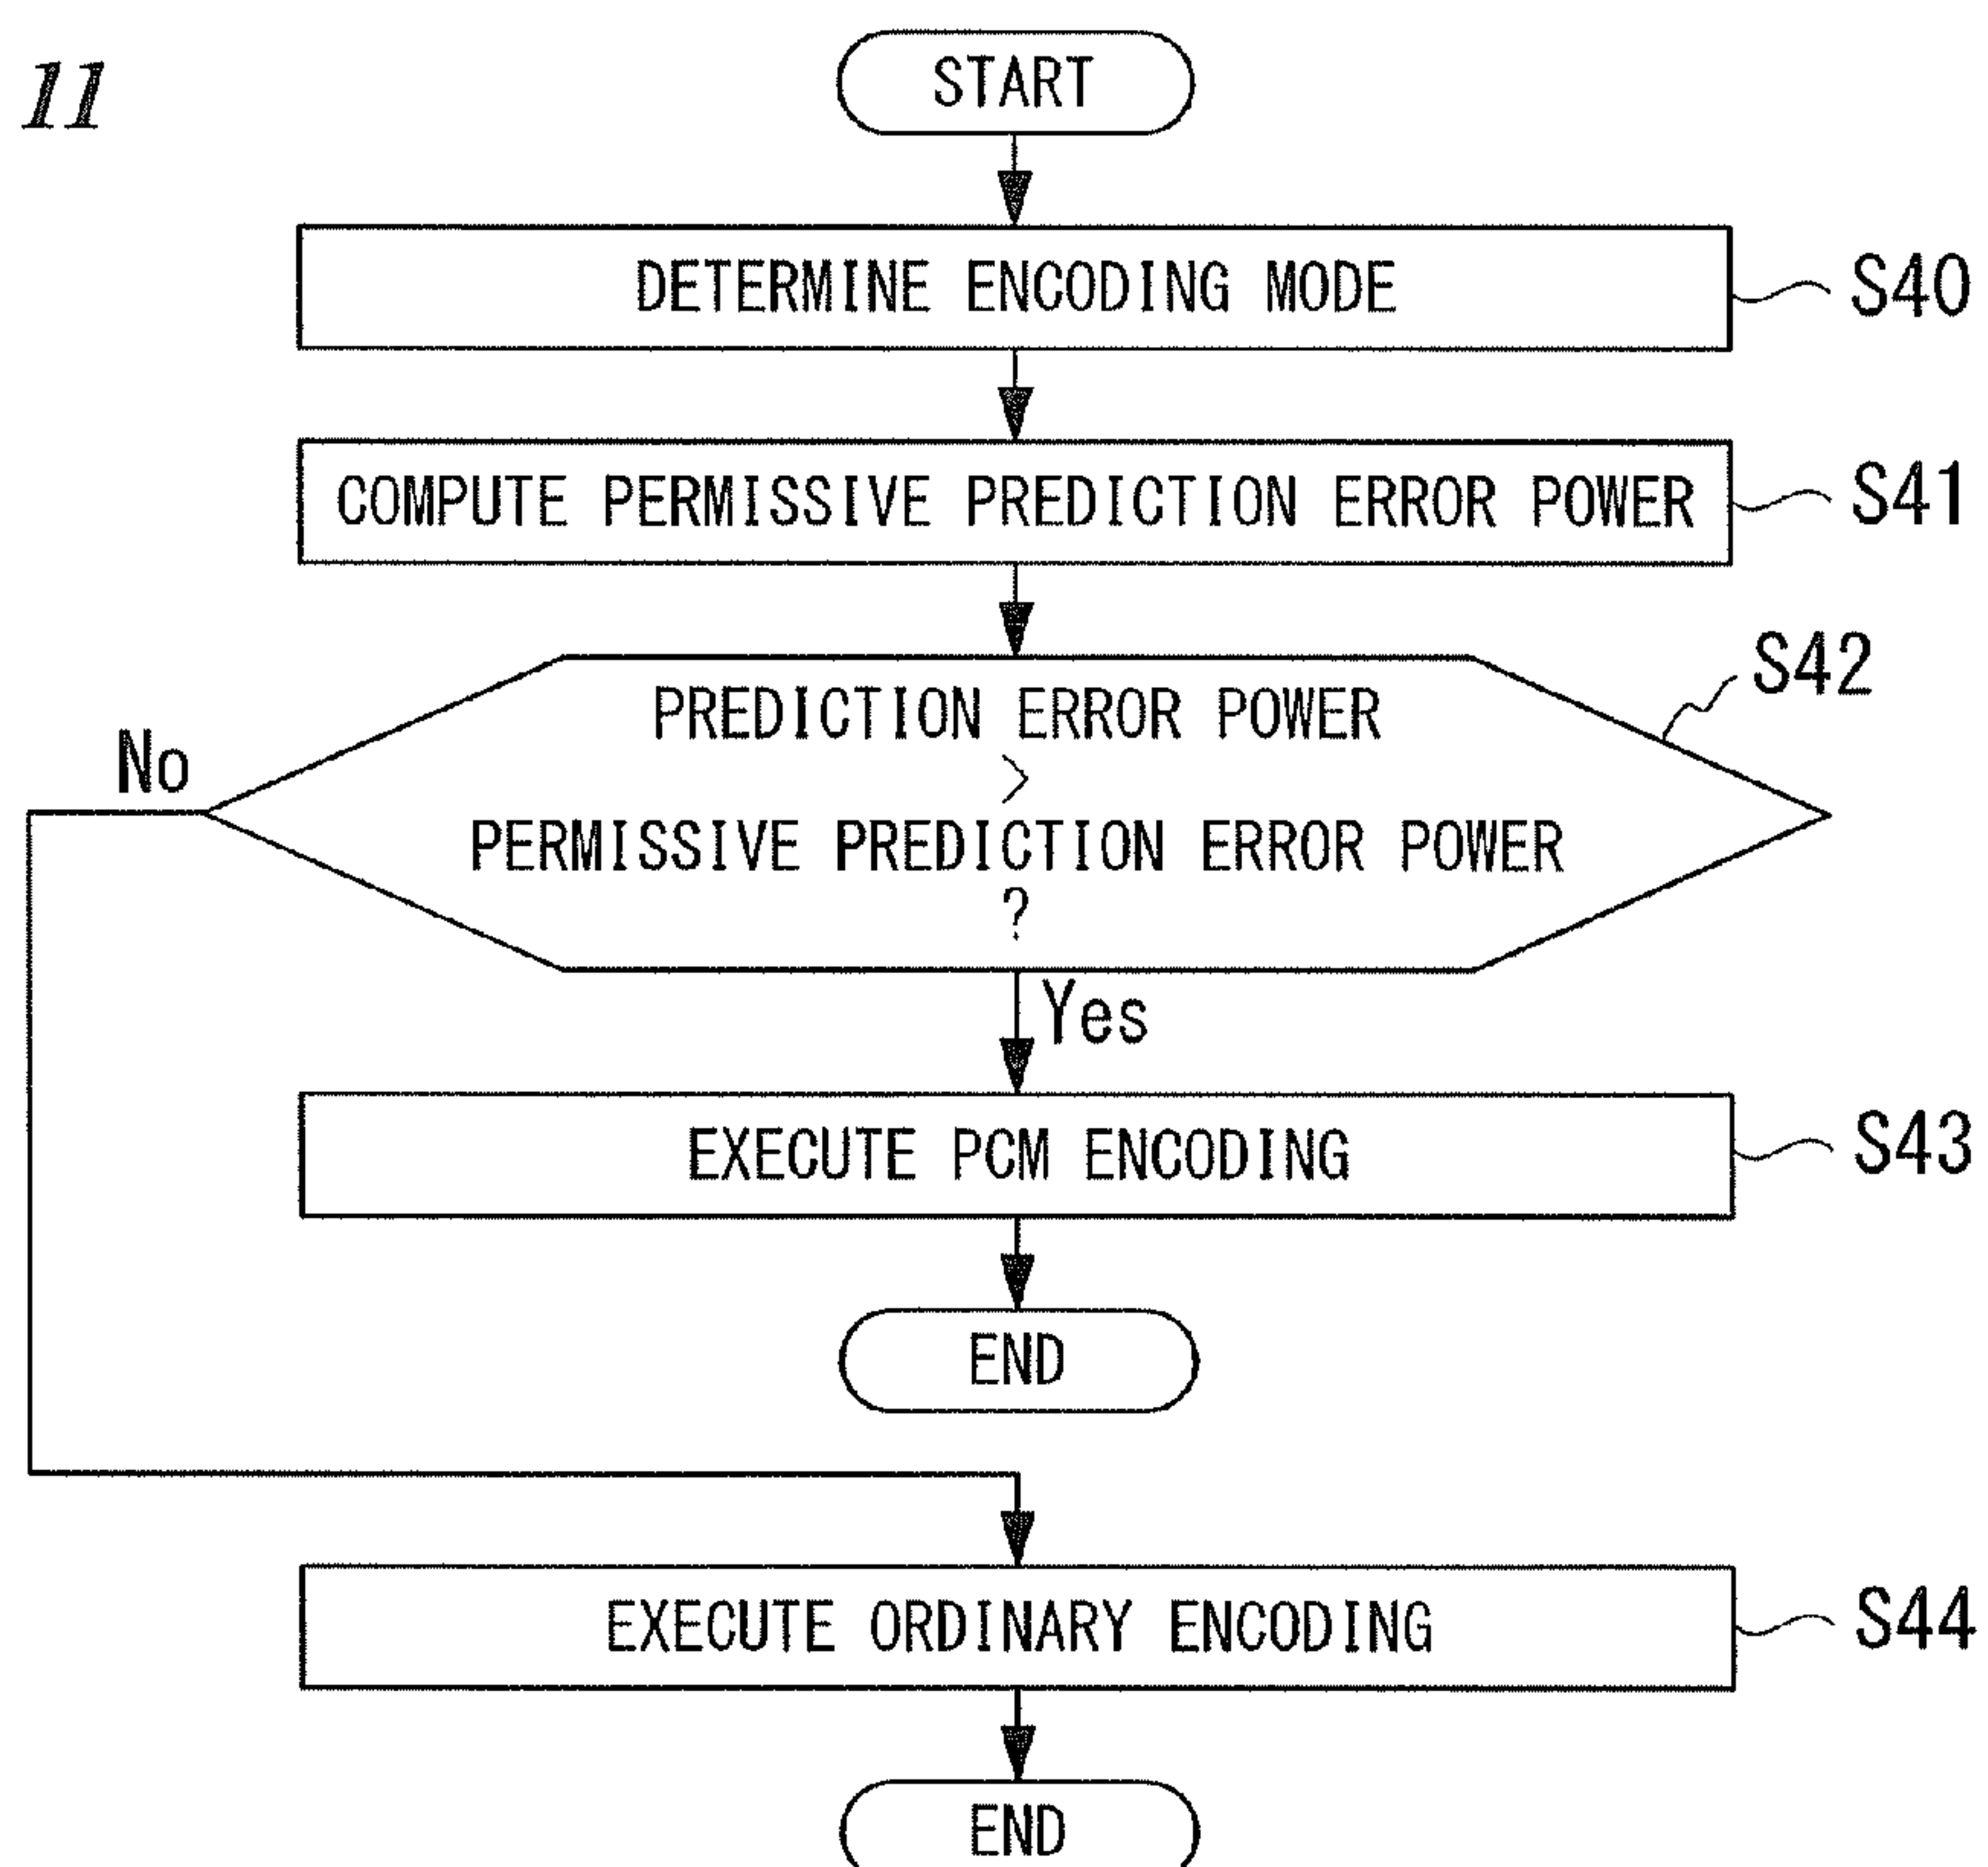 11
START
DETERMINE ENCODING MODE
S40
COMPUTE PERMISSIVE PREDICTION ERROR POWER
S41
S42
PREDICTION ERROR POWER
>
PERMISSIVE PREDICTION ERROR POWER
?
No
Yes
EXECUTE PCM ENCODING
S43
END
EXECUTE ORDINARY ENCODING
S44
END